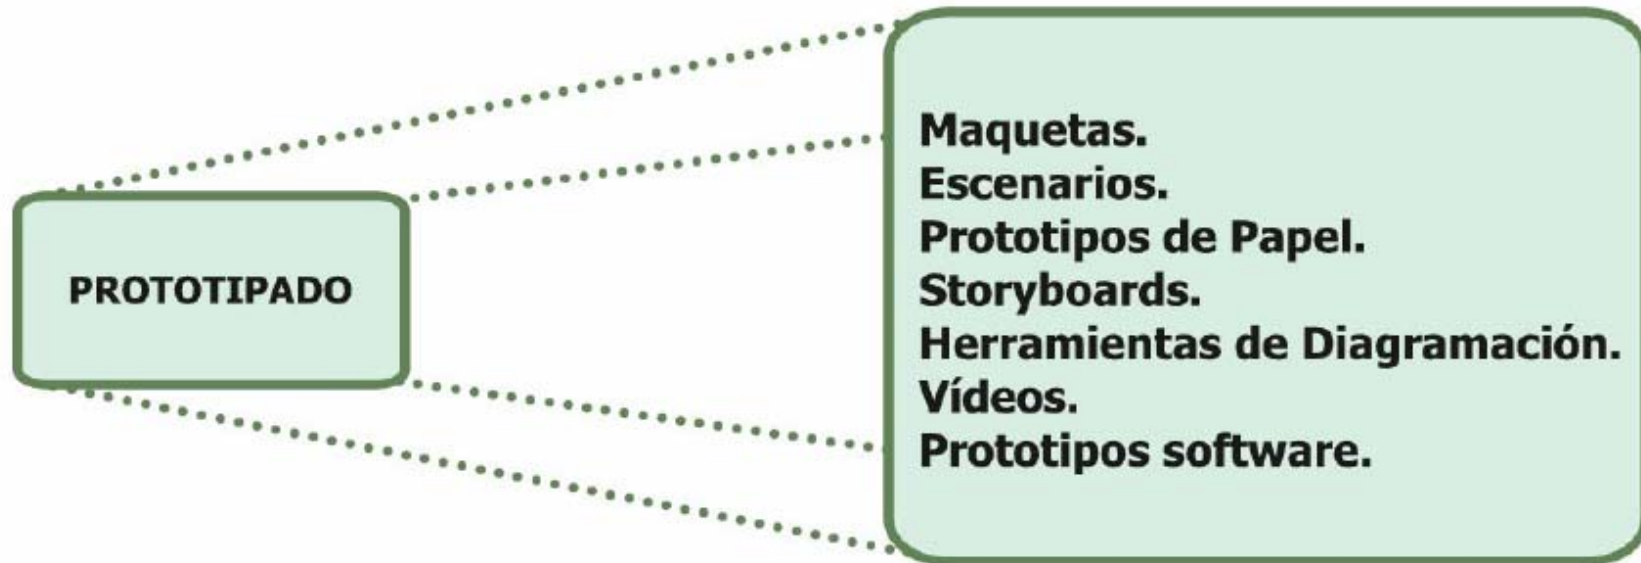 PROTOTIPADO
Maquetas.
Escenarios.
Prototipos de Papel.
Storyboards.
Herramientas de Diagramación.
Vídeos.
Prototipos software.